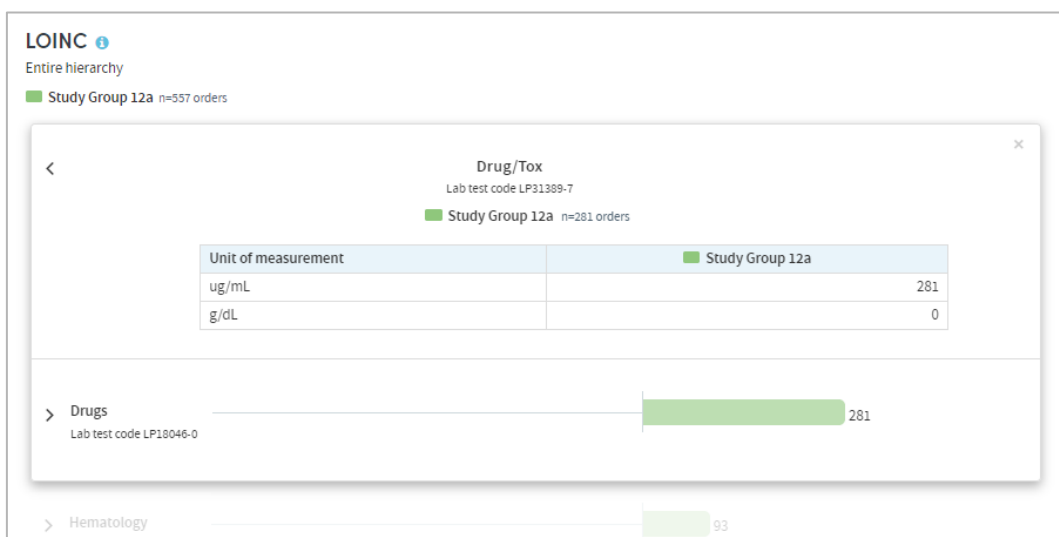 LOINC
Entire hierarchy
Study Group 12a n=557 orders
Drug/Tox
Lab test code LP31389-7
Study Group 12a n=281 orders
Unit of measurement Study Group 12a
ug/mL 281
g/dL 0
Drugs 281
Lab test code LP18046-0
Hematology 93